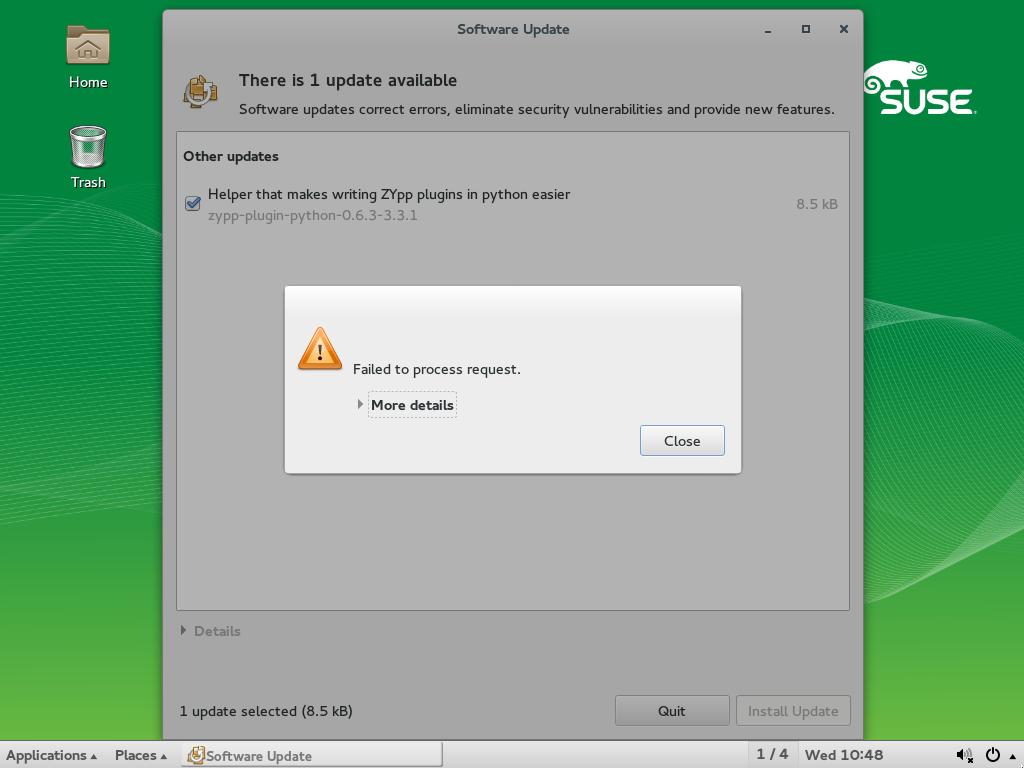 Software Update
Home
There is 1 update available
Software updates correct errors, eliminate security vulnerabilities and provide new features.
SUSE
Other updates
Trash
Helper that makes writing ZYpp plugins in python easier
zypp-plugin-python-0.6.3-3.3.1
8.5 kB
Failed to process request.
More details
Close
Details
1 update selected (8.5 kB)
Quit
Install Update
Applications
Places
Software Update
1 / 4
Wed 10:48